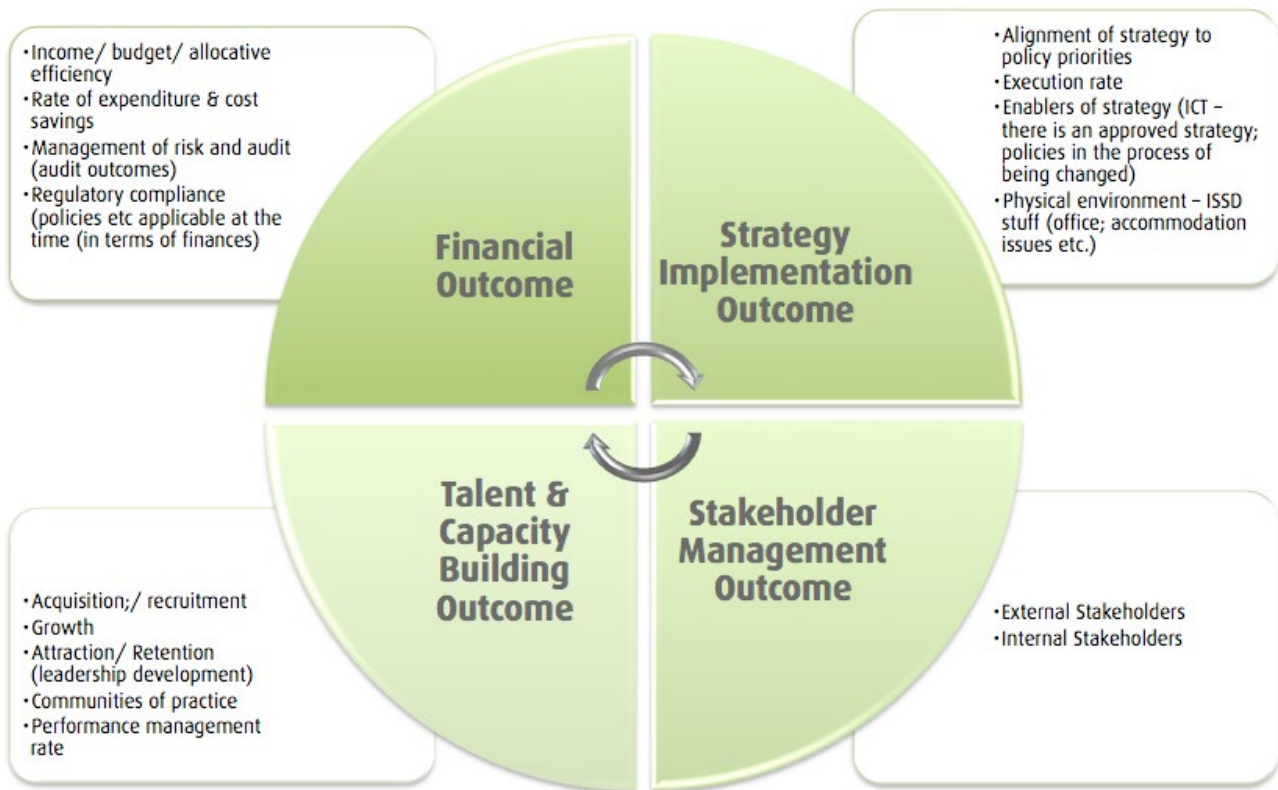 ·Income/ budget/ allocative
efficiency
·Rate of expenditure & cost
savings
·Management of risk and audit
(audit outcomes)
·Regulatory compliance
(policies etc applicable at the
time (in terms of finances)
Financial
Outcome
Strategy
Implementation
Outcome
·Alignment of strategy to
policy priorities
·Execution rate
·Enablers of strategy (ICT –
there is an approved strategy;
policies in the process of
being changed)
·Physical environment – ISSD
stuff (office; accommodation
issues etc.)
·Acquisition;/ recruitment
·Growth
·Attraction/ Retention
(leadership development)
·Communities of practice
·Performance management
rate
Talent &
Capacity
Building
Outcome
Stakeholder
Management
Outcome
·External Stakeholders
·Internal Stakeholders